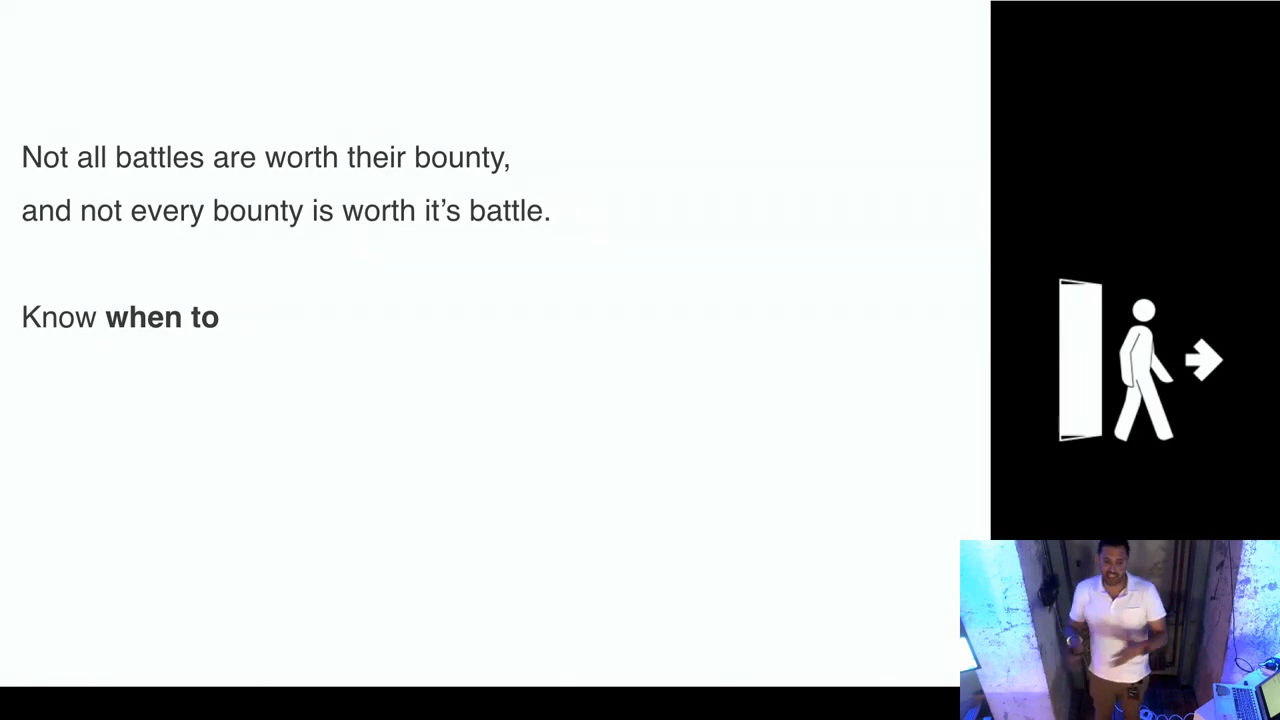 Not all battles are worth their bounty,
and not every bounty is worth it’s battle.
Know when to